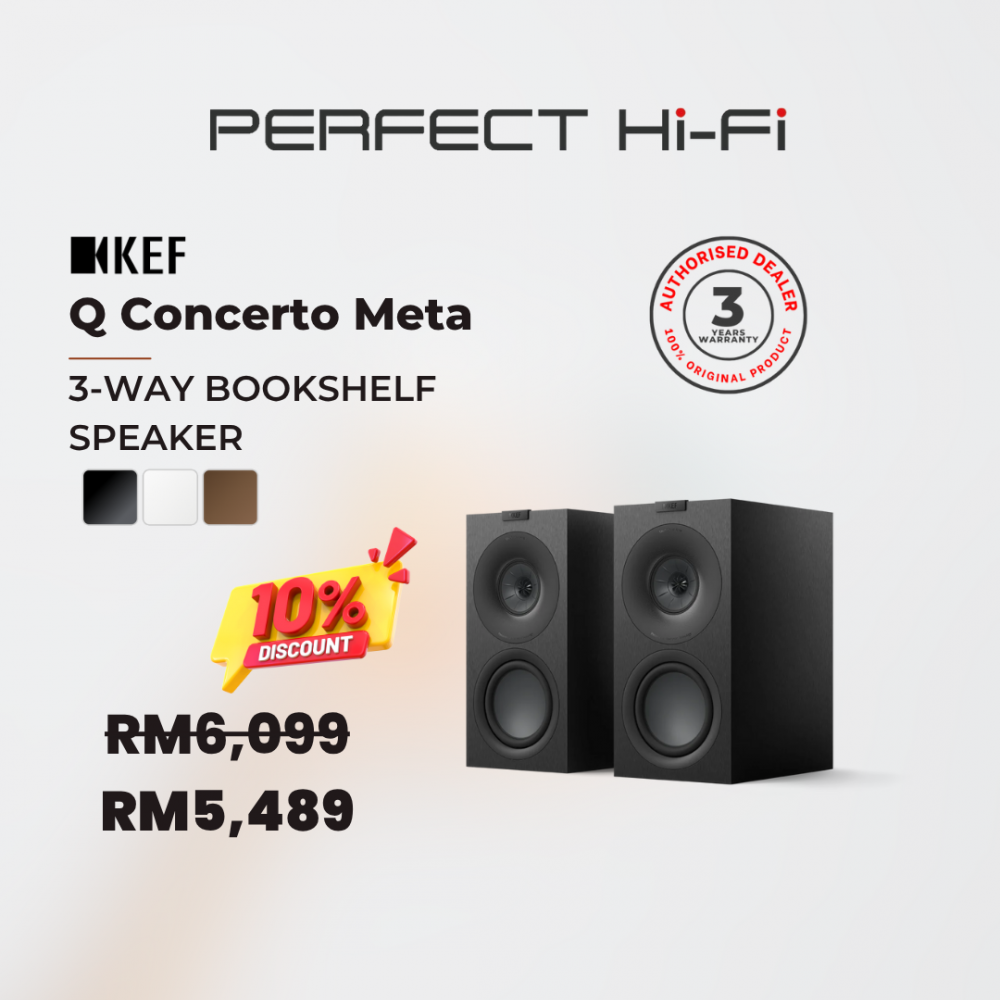 PERFECT Hi-Fi
KEF
Q Concerto Meta
3-WAY BOOKSHELF
SPEAKER
AUTHORISED DEALER
3
YEARS
WARRANTY
100% ORIGINAL PRODUCT
10%
DISCOUNT
RM6,099
RM5,489